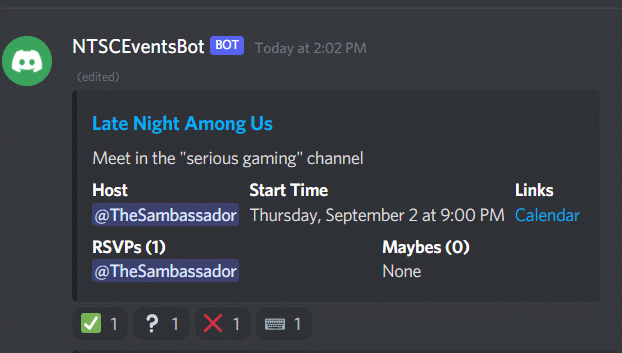 NTSCEventsBot BOT Today at 2:02 PM
(edited)
Late Night Among Us
Meet in the "serious gaming" channel
Host Start Time Links
@TheSambassador Thursday, September 2 at 9:00 PM Calendar
RSVPs (1) Maybes (0)
@TheSambassador None
1 ? 1 1 1